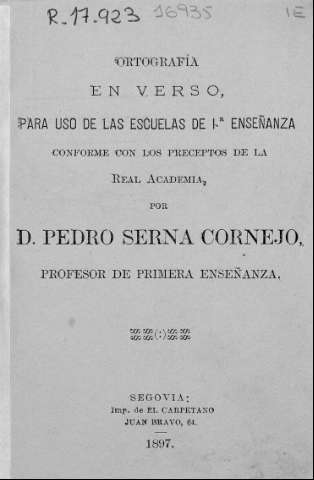 R.17.923 16935 1E
ORTOGRAFÍA
EN VERSO,
PARA USO DE LAS ESCUELAS DE 1.ª ENSEÑANZA
CONFORME CON LOS PRECEPTOS DE LA
REAL ACADEMIA,
POR
D. PEDRO SERNA CORNEJO,
PROFESOR DE PRIMERA ENSEÑANZA.
(:)
SEGOVIA:
Imp. de EL CARPETANO
JUAN BRAVO, 64.
1897.